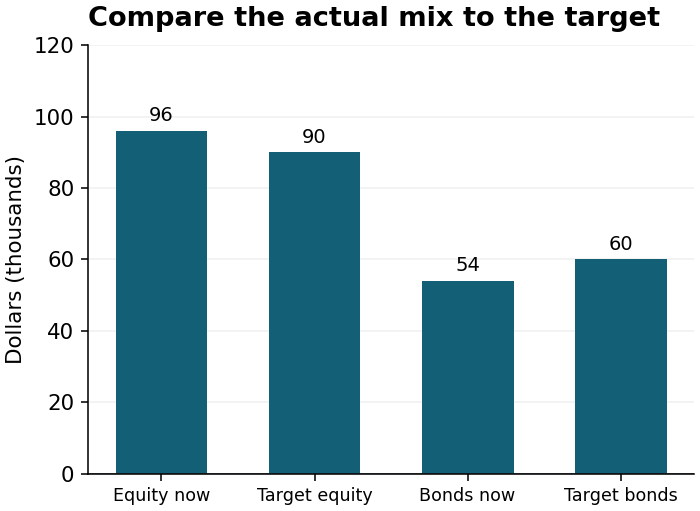 Compare the actual mix to the target
Dollars (thousands)
120
100
80
60
40
20
0
96
90
54
60
Equity now
Target equity
Bonds now
Target bonds